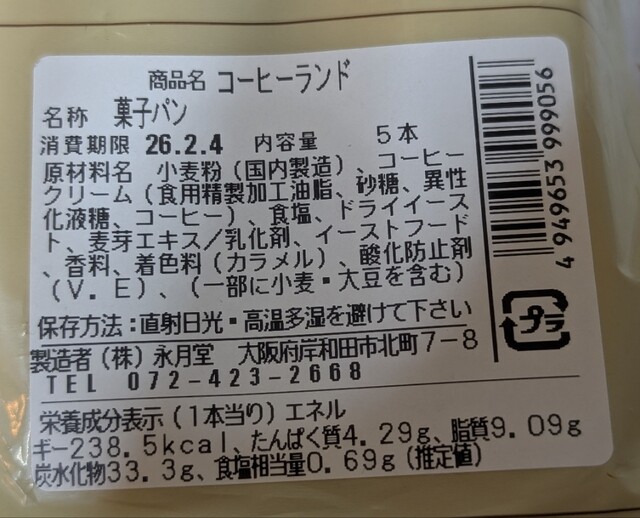 商品名 コーヒーランド
名称 菓子パン
消費期限 26.2.4 内容量 5本
原材料名 小麦粉(国内製造)、コーヒー
クリーム(食用精製加工油脂、砂糖、異性
化液糖、コーヒー)、食塩、ドライイース
ト、麦芽エキス/乳化剤、イーストフード
、香料、着色料(カラメル)、酸化防止剤
(V.E)、(一部に小麦・大豆を含む)
保存方法:直射日光・高温多湿を避けて下さい
製造者(株)永月堂 大阪府岸和田市北町7-8
TEL 072-423-2668
栄養成分表示(1本当り)エネル
ギー238.5kcal、たんぱく質4.29g、脂質9.09g
炭水化物33.3g、食塩相当量0.69g(推定値)
4 949653 999056
プラ